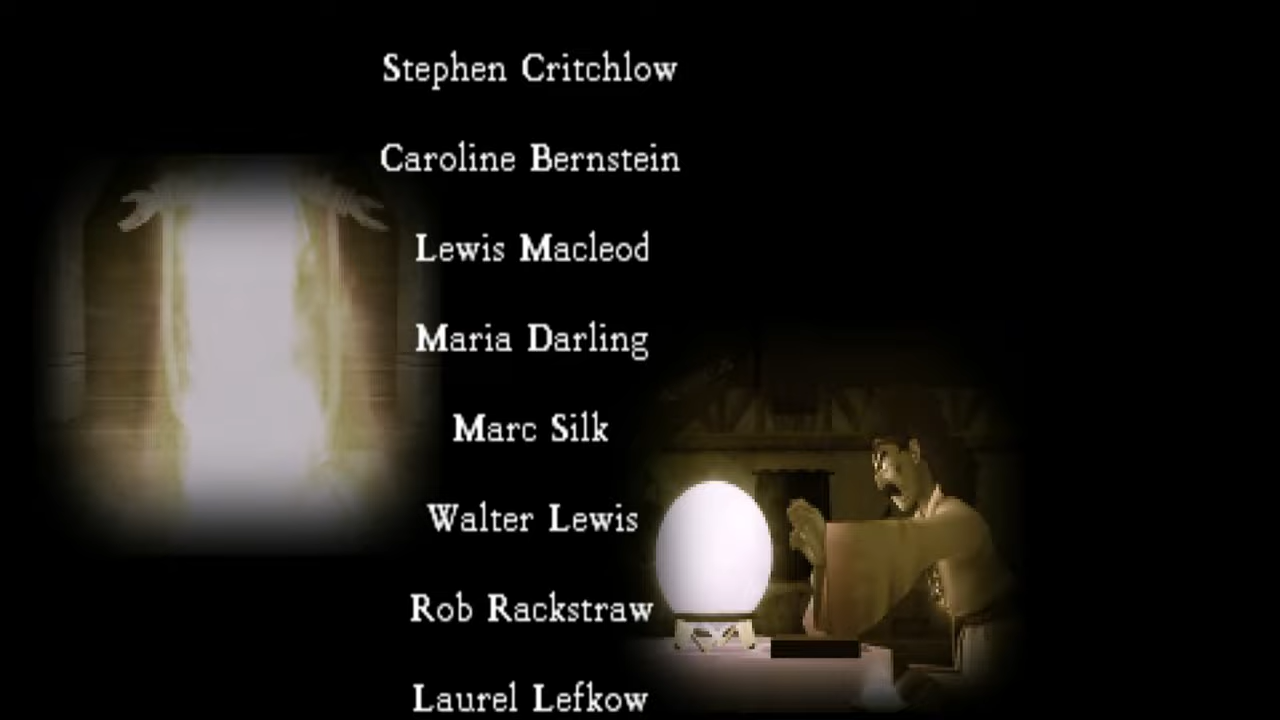 Stephen Critchlow
Caroline Bernstein
Lewis Macleod
Maria Darling
Marc Silk
Walter Lewis
Rob Rackstraw
Laurel Lefkow